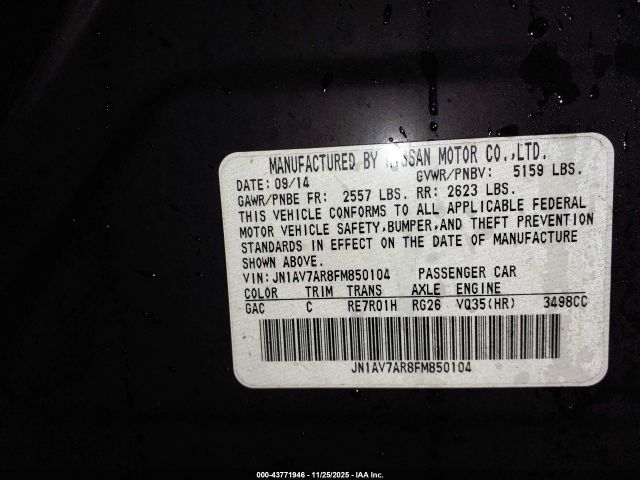 MANUFACTURED BY NISSAN MOTOR CO.,LTD.
DATE: 09/14 GVWR/PNBV: 5159 LBS.
GAWR/PNBE FR: 2557 LBS. RR: 2623 LBS.
THIS VEHICLE CONFORMS TO ALL APPLICABLE FEDERAL
MOTOR VEHICLE SAFETY,BUMPER,AND THEFT PREVENTION
STANDARDS IN EFFECT ON THE DATE OF MANUFACTURE
SHOWN ABOVE.
VIN: JN1AV7AR8FM850104 PASSENGER CAR
COLOR TRIM TRANS AXLE ENGINE
GAC C RE7R01H RG26 VQ35(HR) 3498CC
JN1AV7AR8FM850104
000-43771946 - 11/25/2025 - IAA Inc.